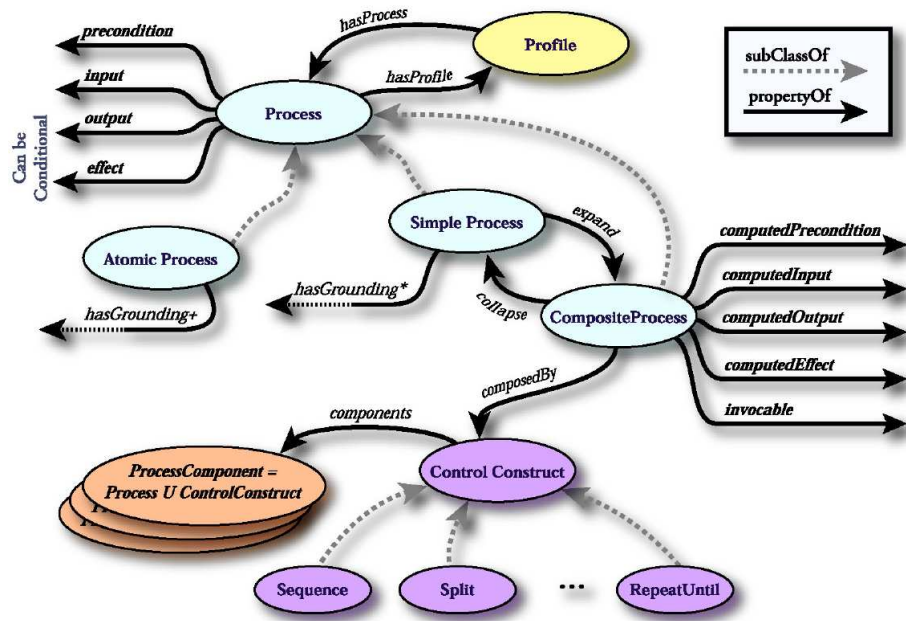 precondition
input
output
effect
Can be
Conditional
hasProcess
hasProfile
Profile
Process
subClassOf
propertyOf
Atomic Process
hasGrounding+
Simple Process
hasGrounding*
expand
collapse
CompositeProcess
computedPrecondition
computedInput
computedOutput
computedEffect
invocable
composedBy
components
ProcessComponent =
Process U ControlConstruct
Control Construct
Sequence
Split
...
RepeatUntil